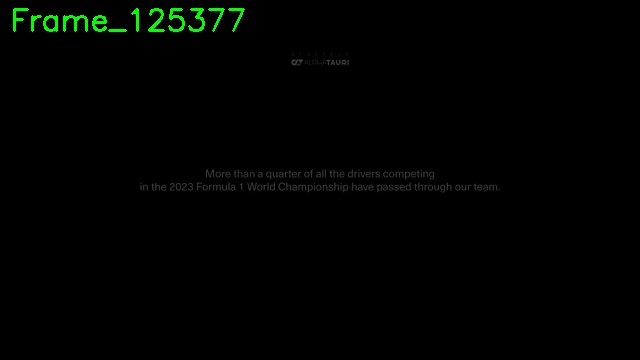 Frame_125377
ALPHATAURI
More than a quarter of all the drivers competing
in the 2023 Formula 1 World Championship have passed through our team.